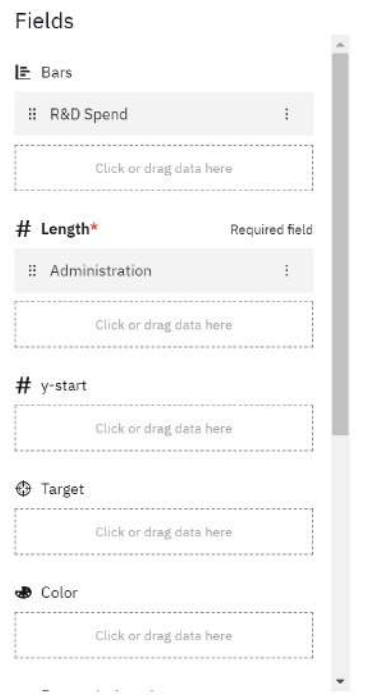 Fields
Bars
R&D Spend
Click or drag data here
# Length* Required field
Administration
Click or drag data here
# y-start
Click or drag data here
Target
Click or drag data here
Color
Click or drag data here